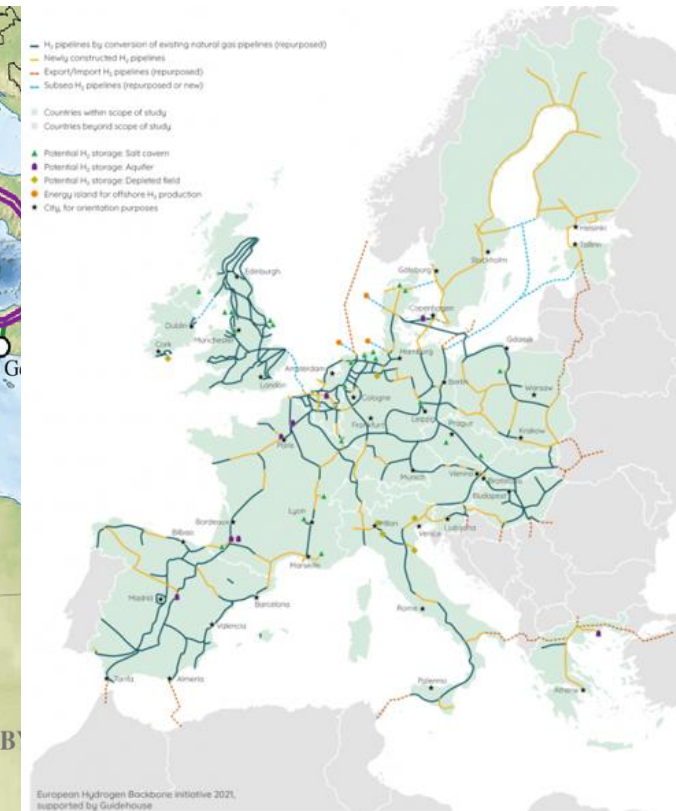 H₂ pipelines by conversion of existing natural gas pipelines (repurposed)
Newly constructed H₂ pipelines
Export/Import H₂ pipelines (repurposed)
Subsea H₂ pipelines (repurposed or new)
Countries within scope of study
Countries beyond scope of study
Potential H₂ storage: Salt cavern
Potential H₂ storage: Aquifer
Potential H₂ storage: Depleted field
Energy island for offshore H₂ production
City, for orientation purposes
Helsinki
Tallinn
Stockholm
Göteborg
Edinburgh
Copenhagen
Dublin
Manchester
Cork
Gdansk
Hamburg
Amsterdam
London
Berlin
Warsaw
Cologne
Leipzig
Frankfurt
Prague
Krakow
Paris
Munich
Vienna
Bratislava
Budapest
Lyon
Milan
Venice
Ljubljana
Bordeaux
Bilbao
Marseille
Madrid
Barcelona
Rome
Valencia
Palermo
Athens
Tarifa
Almeria
G
BY
European Hydrogen Backbone initiative 2021,
supported by Guidehouse